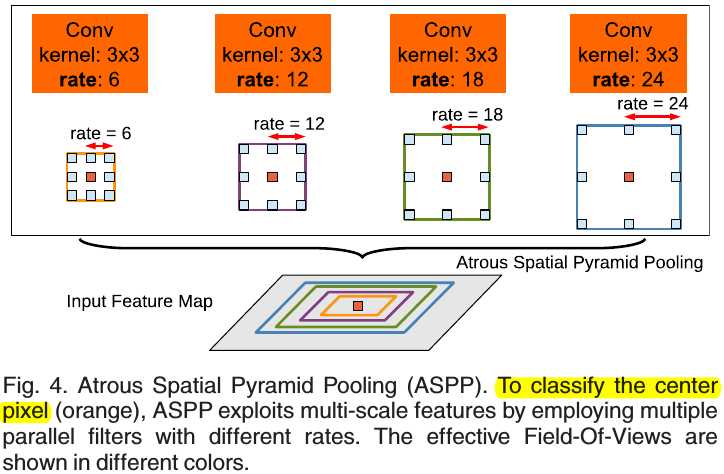 Conv
kernel: 3x3
rate: 6
Conv
kernel: 3x3
rate: 12
Conv
kernel: 3x3
rate: 18
Conv
kernel: 3x3
rate: 24
rate = 6
rate = 12
rate = 18
rate = 24
Atrous Spatial Pyramid Pooling
Input Feature Map
Fig. 4. Atrous Spatial Pyramid Pooling (ASPP). To classify the center
pixel (orange), ASPP exploits multi-scale features by employing multiple
parallel filters with different rates. The effective Field-Of-Views are
shown in different colors.